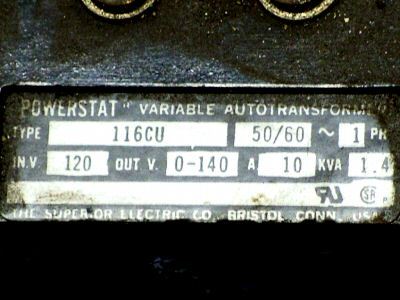 POWERSTAT" VARIABLE AUTOTRANSFORMER
TYPE 116CU 50/60 ~ 1 PH
IN.V 120 OUT V. 0-140 A. 10 KVA 1.4
THE SUPERIOR ELECTRIC CO. BRISTOL, CONN. USA